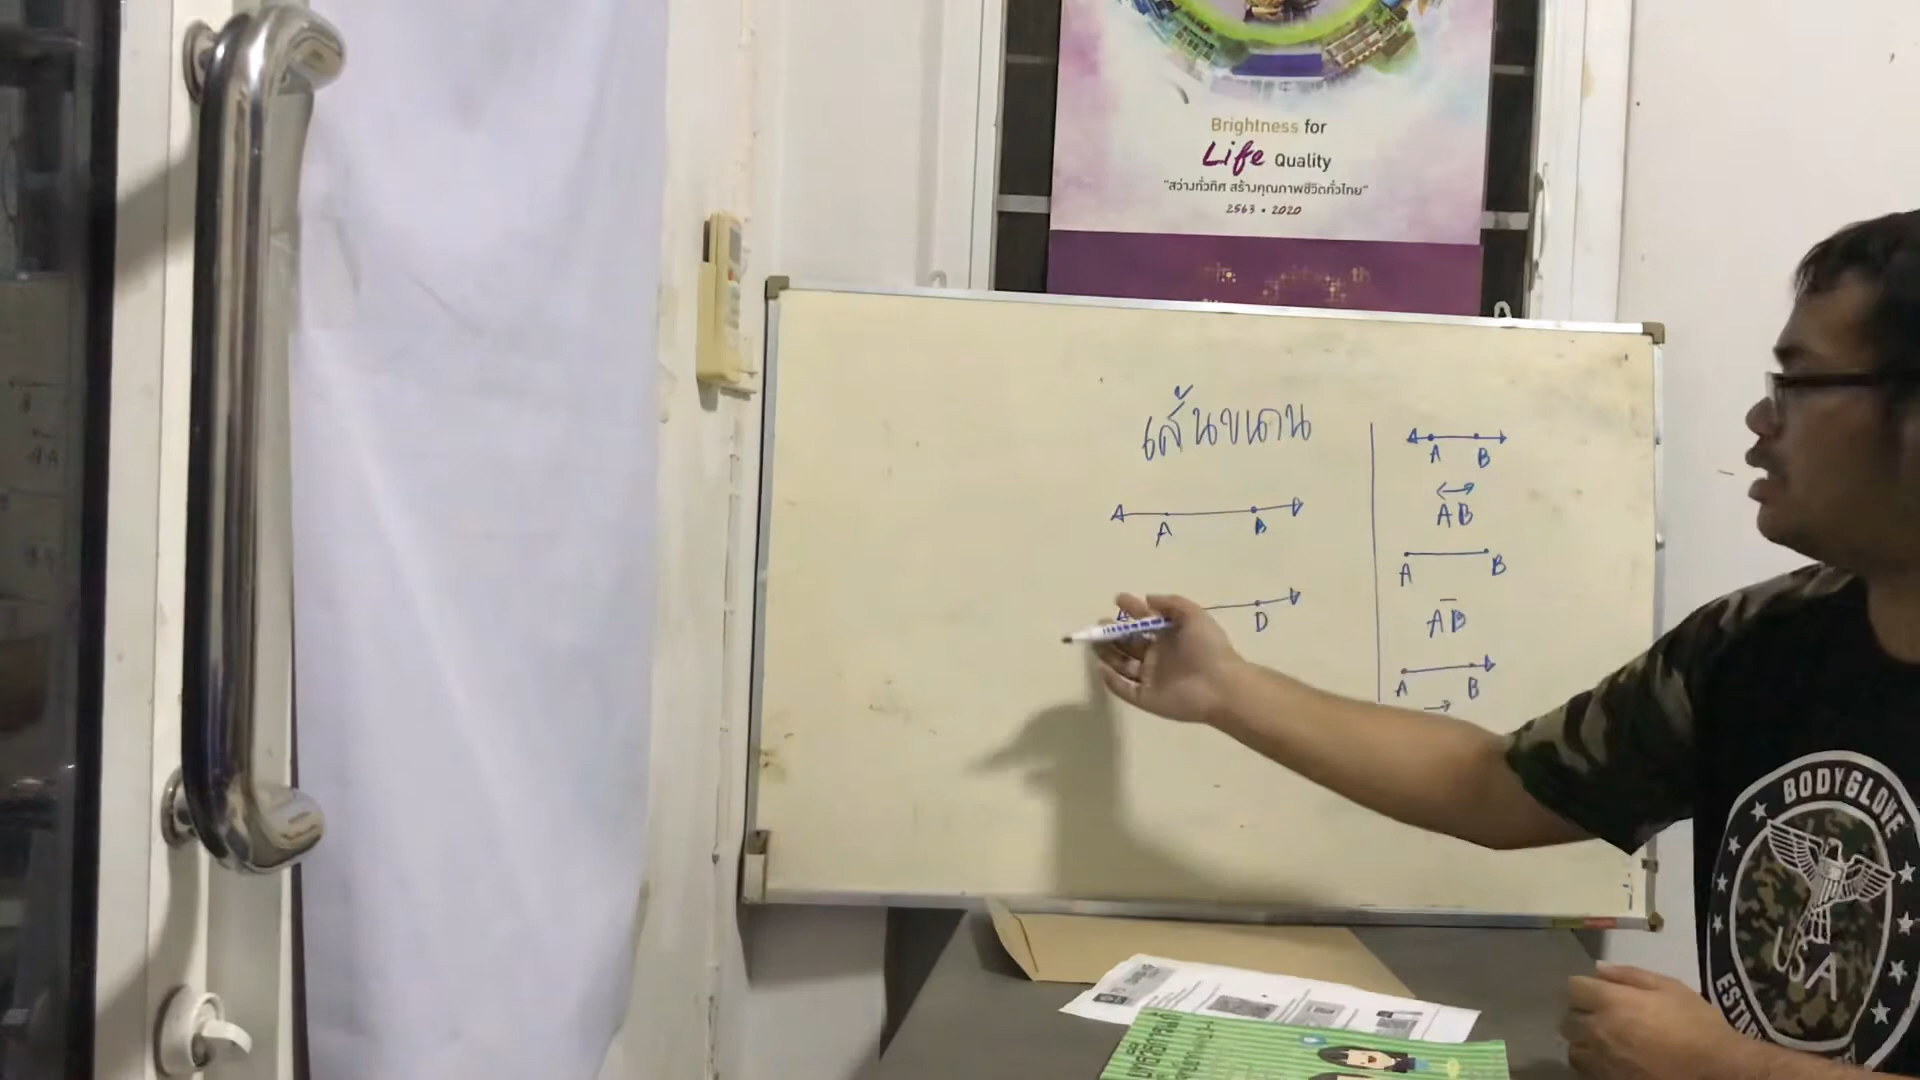 Brightness for
Life Quality
"สว่างทั่วทิศ สร้างคุณภาพชีวิตทั่วไทย"
2563 • 2020
เส้นขนาน
A B
D
A B
AB
A B
AB
A B
BODYGLOVE
USA